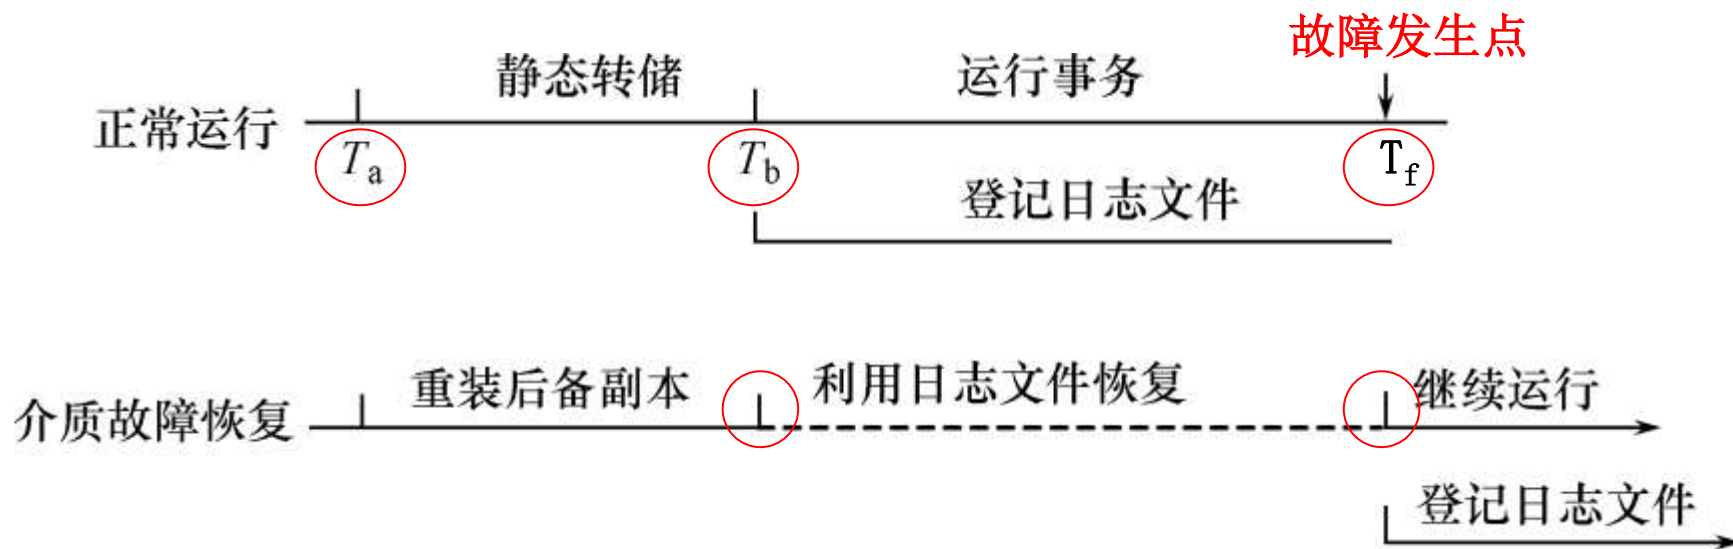 故障发生点
静态转储 运行事务
正常运行
Ta Tb Tf
登记日志文件
重装后备副本 利用日志文件恢复 继续运行
介质故障恢复
登记日志文件